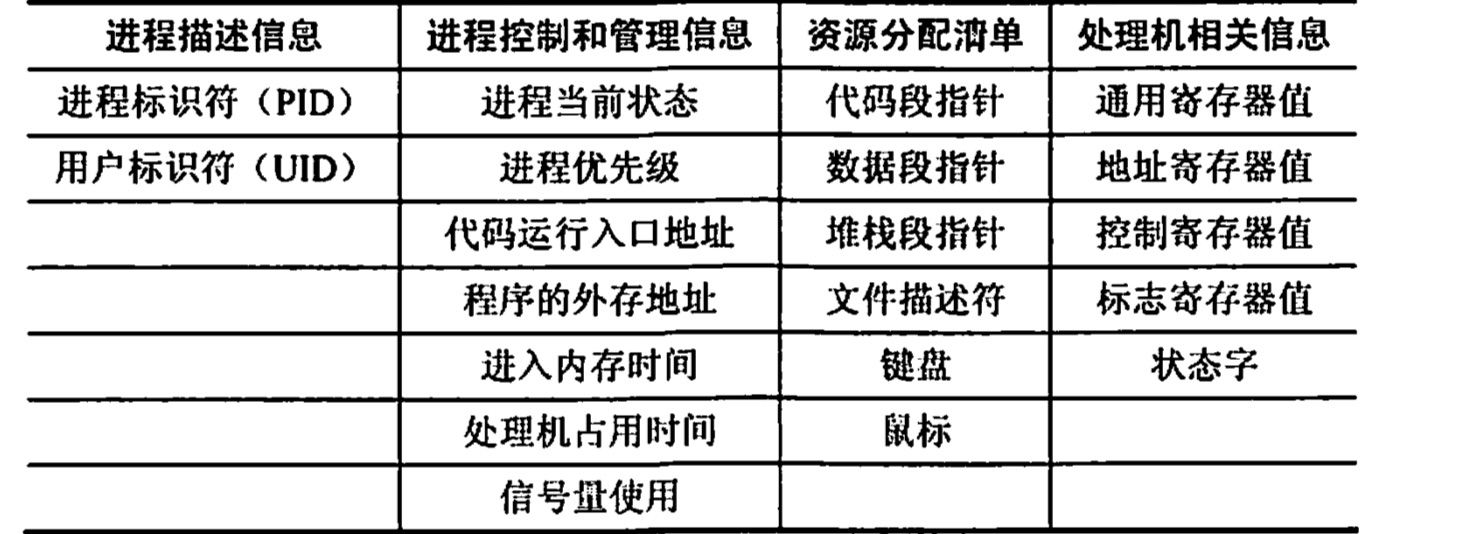 进程描述信息 进程控制和管理信息 资源分配清单 处理机相关信息
进程标识符（PID） 进程当前状态 代码段指针 通用寄存器值
用户标识符（UID） 进程优先级 数据段指针 地址寄存器值
代码运行入口地址 堆栈段指针 控制寄存器值
程序的外存地址 文件描述符 标志寄存器值
进入内存时间 键盘 状态字
处理机占用时间 鼠标
信号量使用